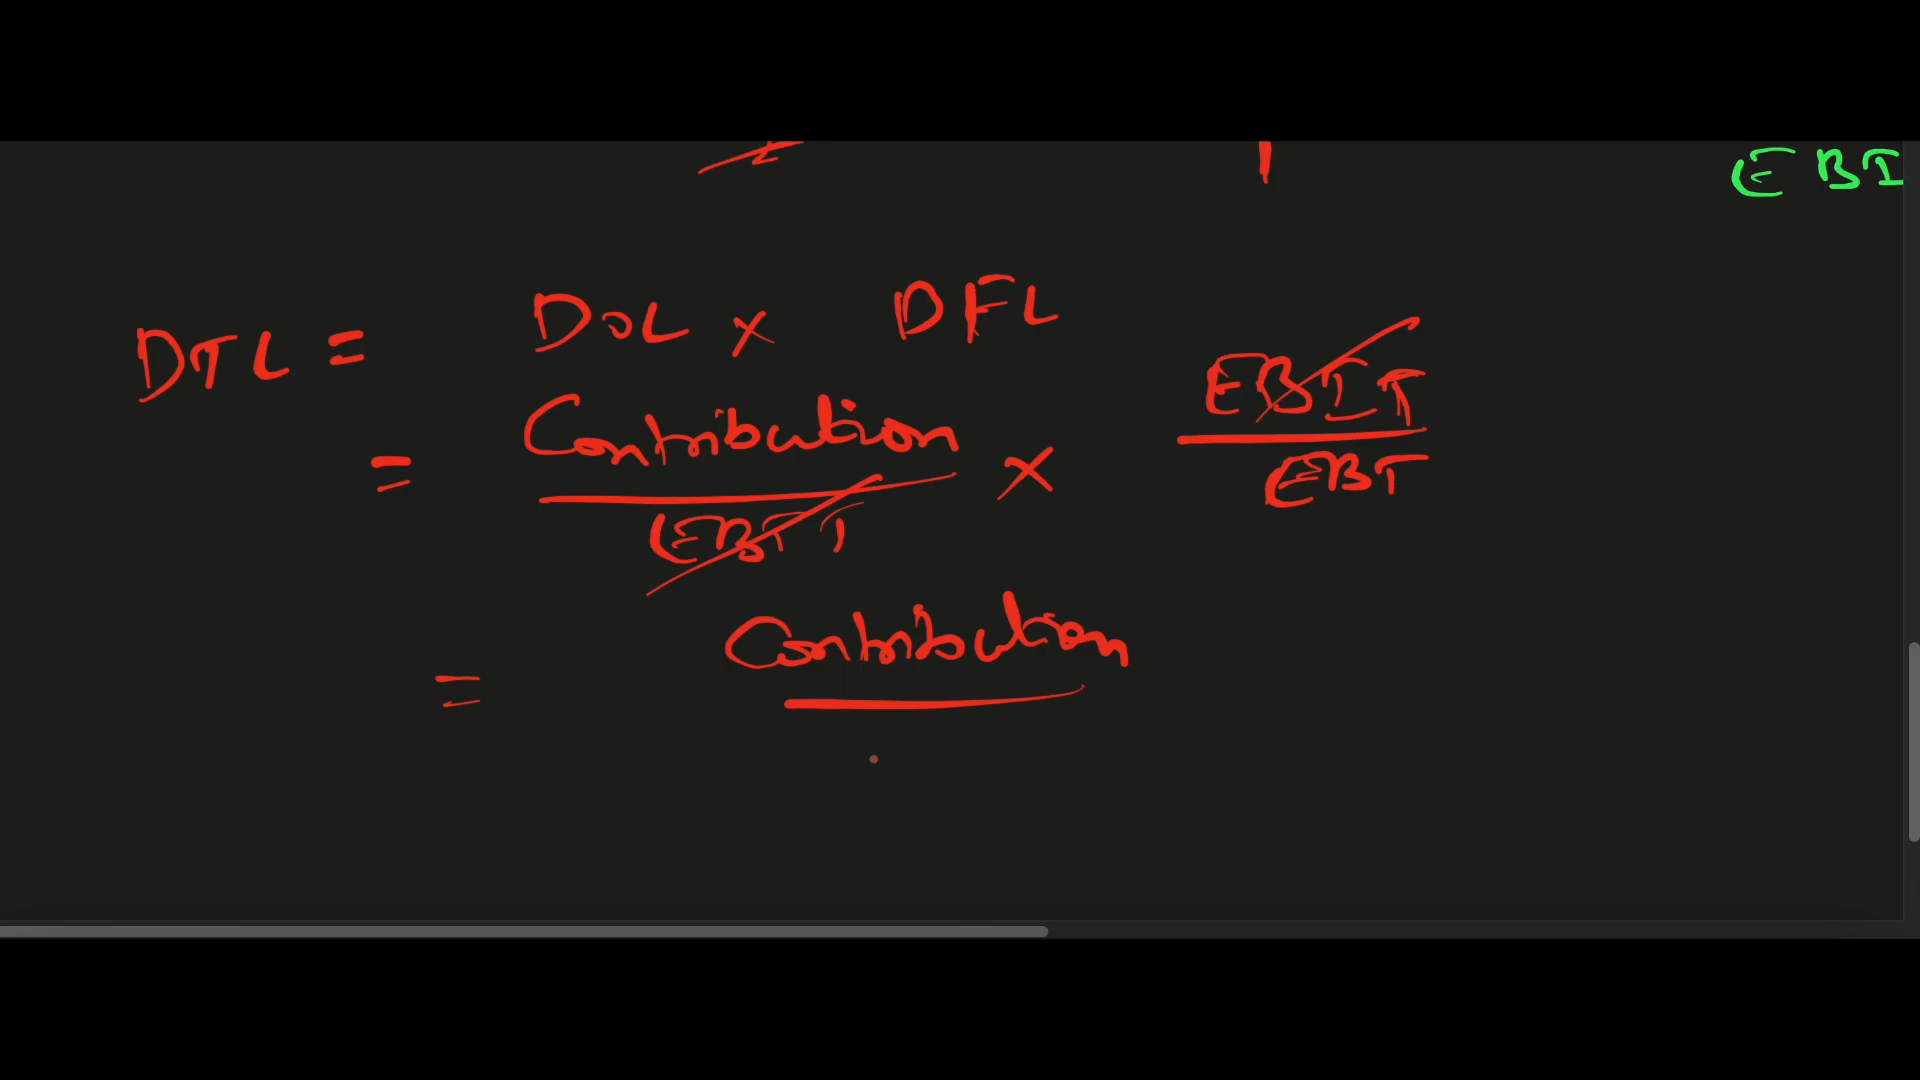 EBI
DTL = DOL × DFL
= Contribution / EBIT × EBIT / EBT
= Contribution